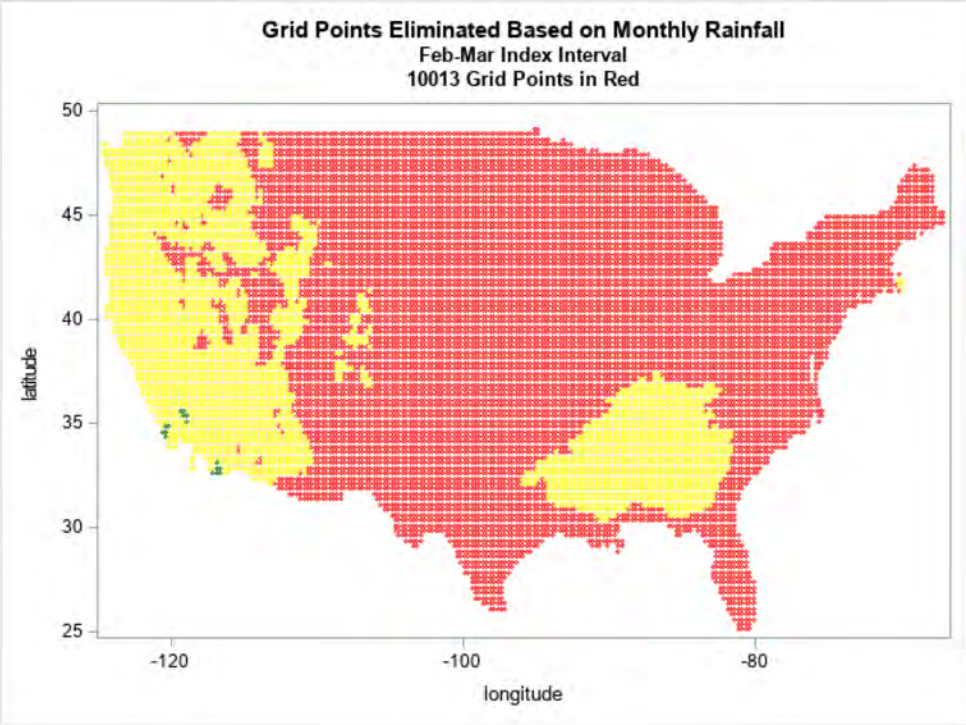 Grid Points Eliminated Based on Monthly Rainfall
Feb-Mar Index Interval
10013 Grid Points in Red
50
45
40
35
30
25
latitude
-120
-100
-80
longitude